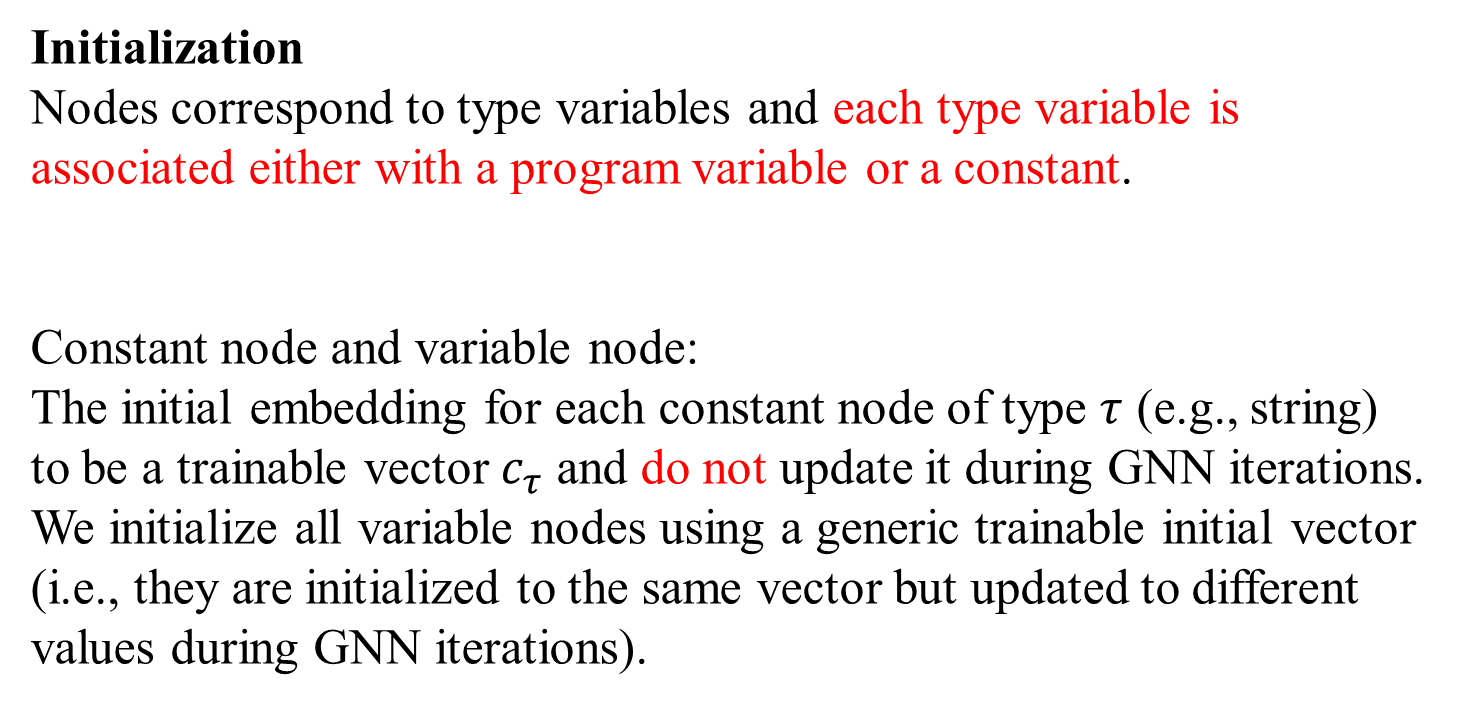 Initialization
Nodes correspond to type variables and each type variable is
associated either with a program variable or a constant.
Constant node and variable node:
The initial embedding for each constant node of type τ (e.g., string)
to be a trainable vector c_τ and do not update it during GNN iterations.
We initialize all variable nodes using a generic trainable initial vector
(i.e., they are initialized to the same vector but updated to different
values during GNN iterations).